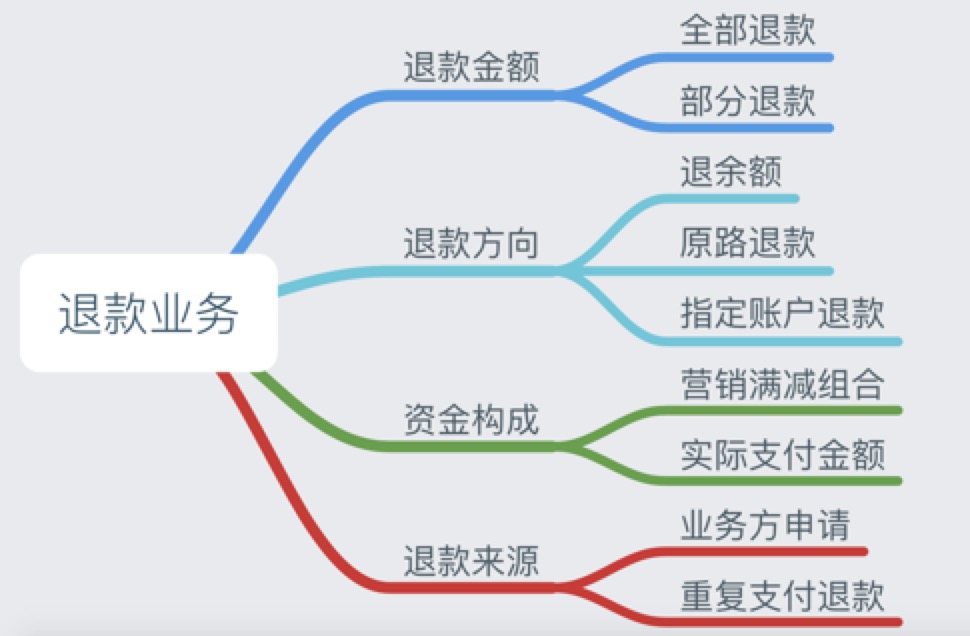 退款业务
退款金额
全部退款
部分退款
退款方向
退余额
原路退款
指定账户退款
资金构成
营销满减组合
实际支付金额
退款来源
业务方申请
重复支付退款